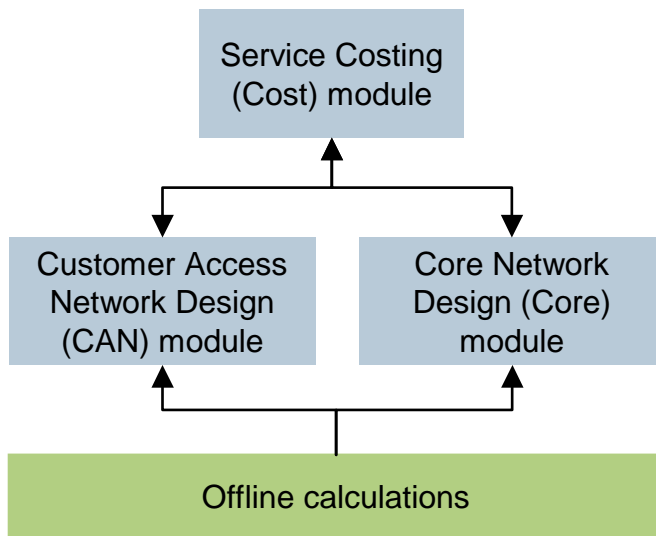 Service Costing
(Cost) module
Customer Access
Network Design
(CAN) module
Core Network
Design (Core)
module
Offline calculations